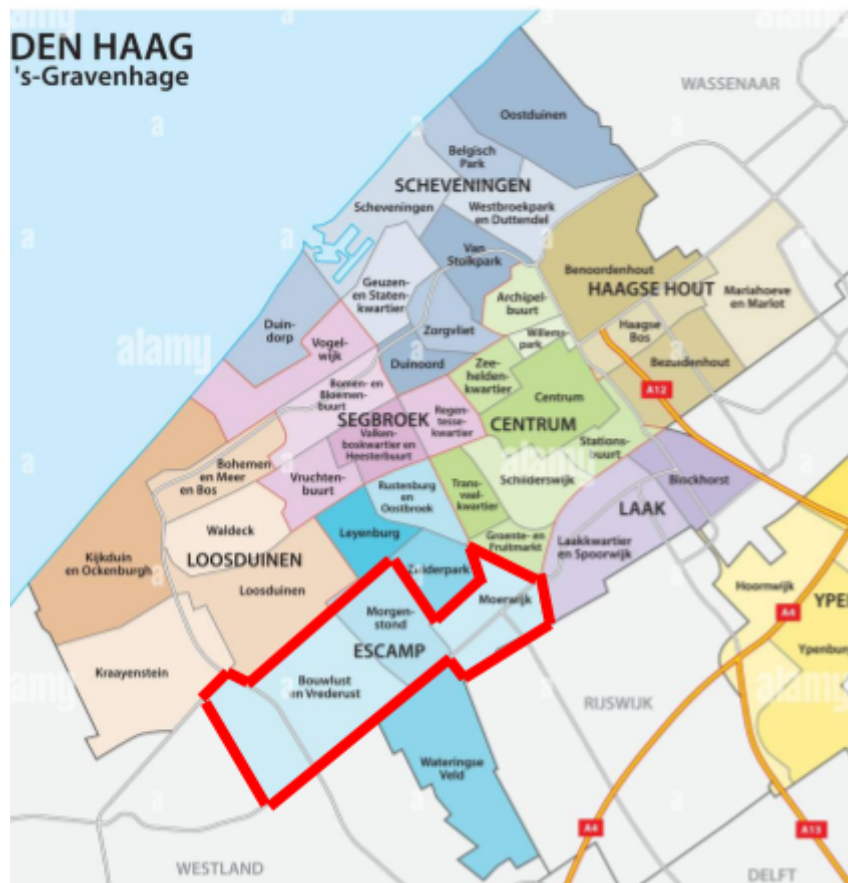 DEN HAAG
's-Gravenhage
WASSENAAR
Oostduinen
Belgisch
Park
SCHEVENINGEN
Scheveningen
Westbroekpark
en Duttendel
Van
Stolkpark
Benoordenhout
Geuzen-
en Staten-
kwartier
Archipel-
buurt
HAAGSE HOUT
Mariahoeve
en Marlot
Duin-
dorp
Vogel-
wijk
Zorgvliet
Willems-
park
Haagse
Bos
alamy
Duinoord
Zee-
helden-
kwartier
Bezuidenhout
A12
Bomen- en
Bloemen-
buurt
Centrum
SEGBROEK
Regen-
tesse-
kwartier
CENTRUM
Valken-
boskwartier en
Heesterbuurt
Stations-
buurt
Bohemen
en Meer
en Bos
Vruchten-
buurt
Rustenburg
en
Oostbroek
Trans-
vaal-
kwartier
Schilderswijk
Binckhorst
Waldeck
Leyenburg
LAAK
Groente- en
Fruitmarkt
Laakkwartier
en Spoorwijk
Kijkduin
en Ockenburgh
LOOSDUINEN
Loosduinen
Zuiderpark
Hoornwijk
Morgen-
stond
Moerwijk
A4
YPE
ESCAMP
Kraayenstein
Bouwlust
en Vrederust
Ypenburg
RIJSWIJK
Wateringse
Veld
A4
A13
WESTLAND
DELFT